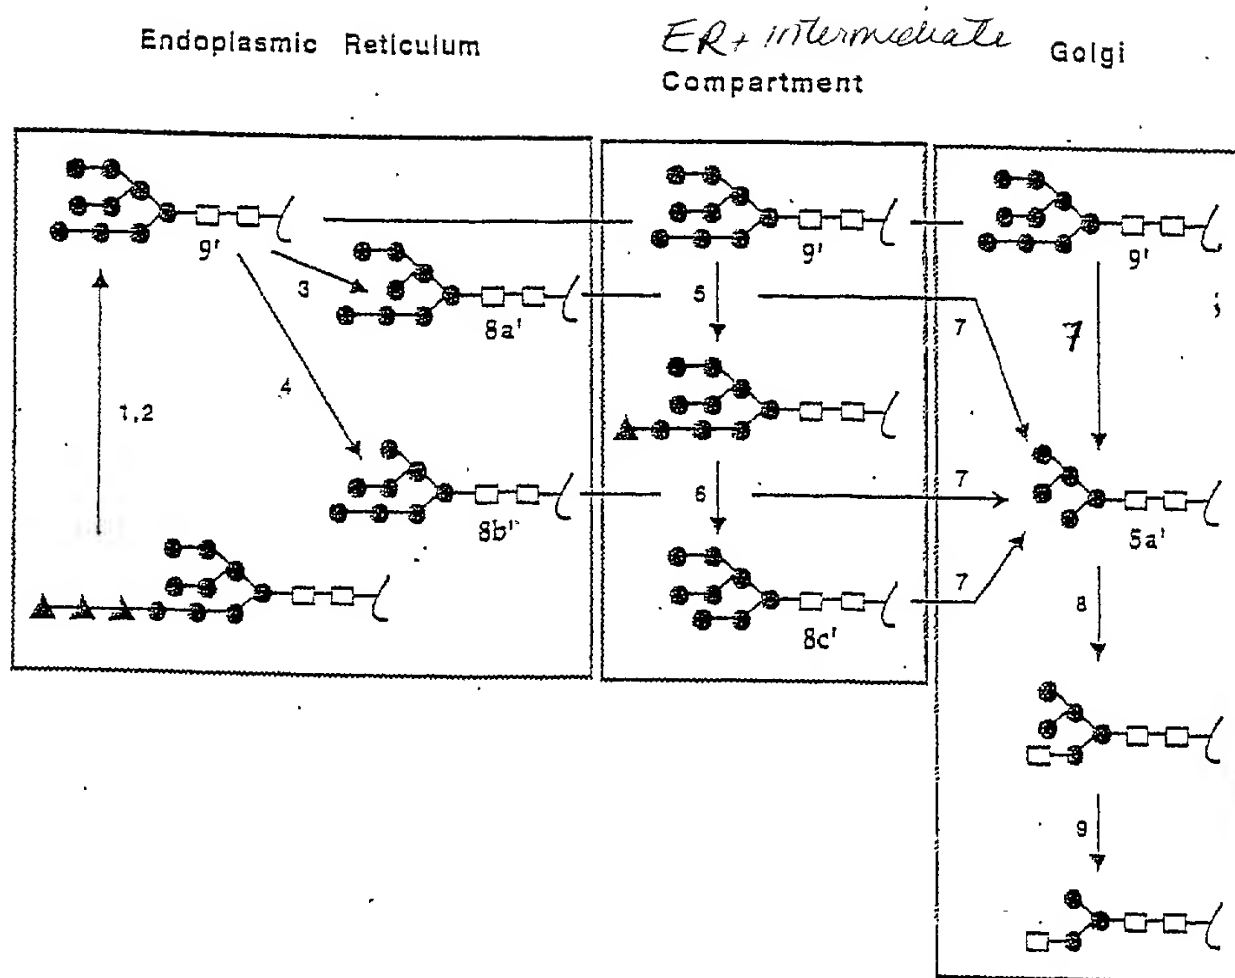 Endoplasmic Reticulum
ER + intermediate
Compartment
Golgi
9'
9'
9'
3
8a'
5
7
7
4
1,2
8b'
6
7
5a'
8c'
7
8
9